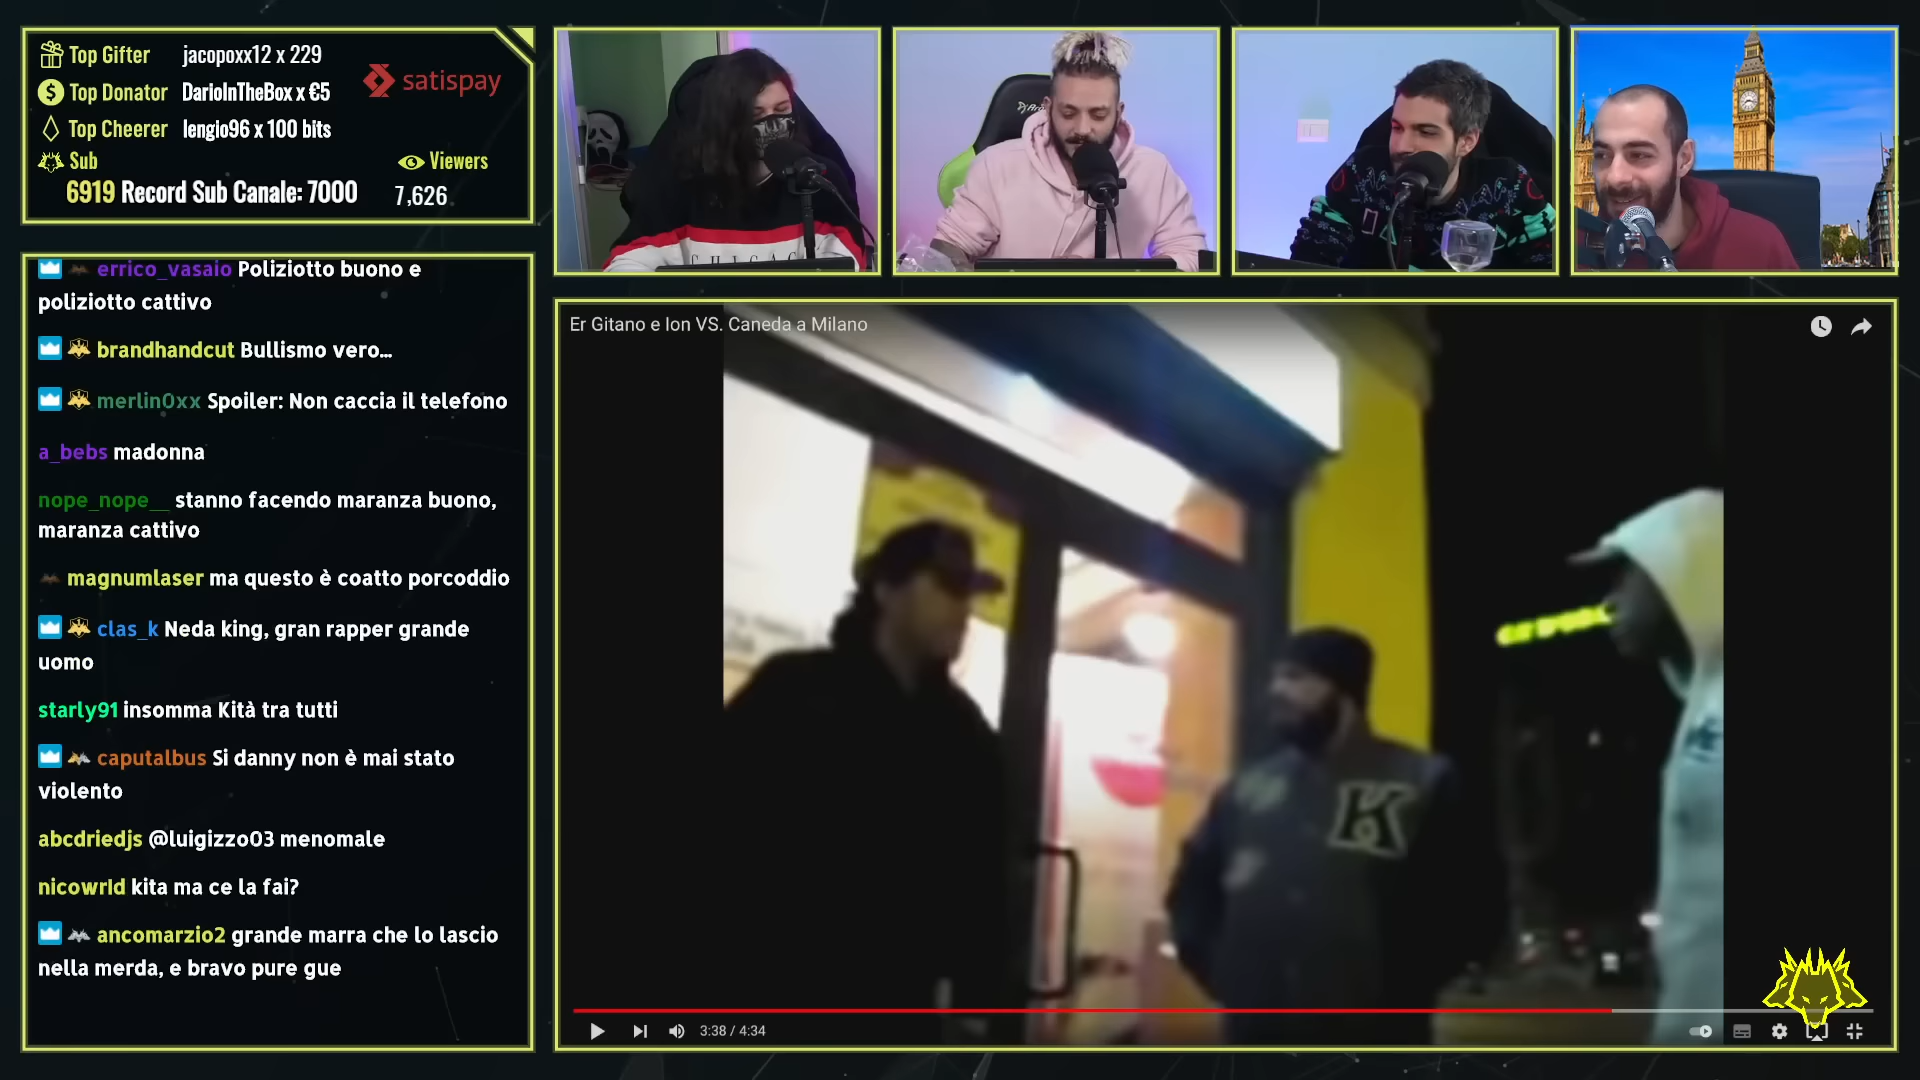 Top Gifter jacopoxx12 x 229
Top Donator DarioInTheBox x €5
satispay
Top Cheerer lengio96 x 100 bits
Sub
Viewers
6919 Record Sub Canale: 7000
7,626
errico_vasaio Poliziotto buono e
poliziotto cattivo
brandhandcut Bullismo vero...
merlin0xx Spoiler: Non caccia il telefono
a_bebs madonna
nope_nope__ stanno facendo maranza buono,
maranza cattivo
magnumlaser ma questo è coatto porcoddio
clas_k Neda king, gran rapper grande
uomo
starly91 insomma Kità tra tutti
caputalbus Si danny non è mai stato
violento
abcdriedjs @luigizzo03 menomale
nicowrld kita ma ce la fai?
ancomarzio2 grande marra che lo lascio
nella merda, e bravo pure gue
CHICAG
Er Gitano e Ion VS. Caneda a Milano
K
3:38 / 4:34